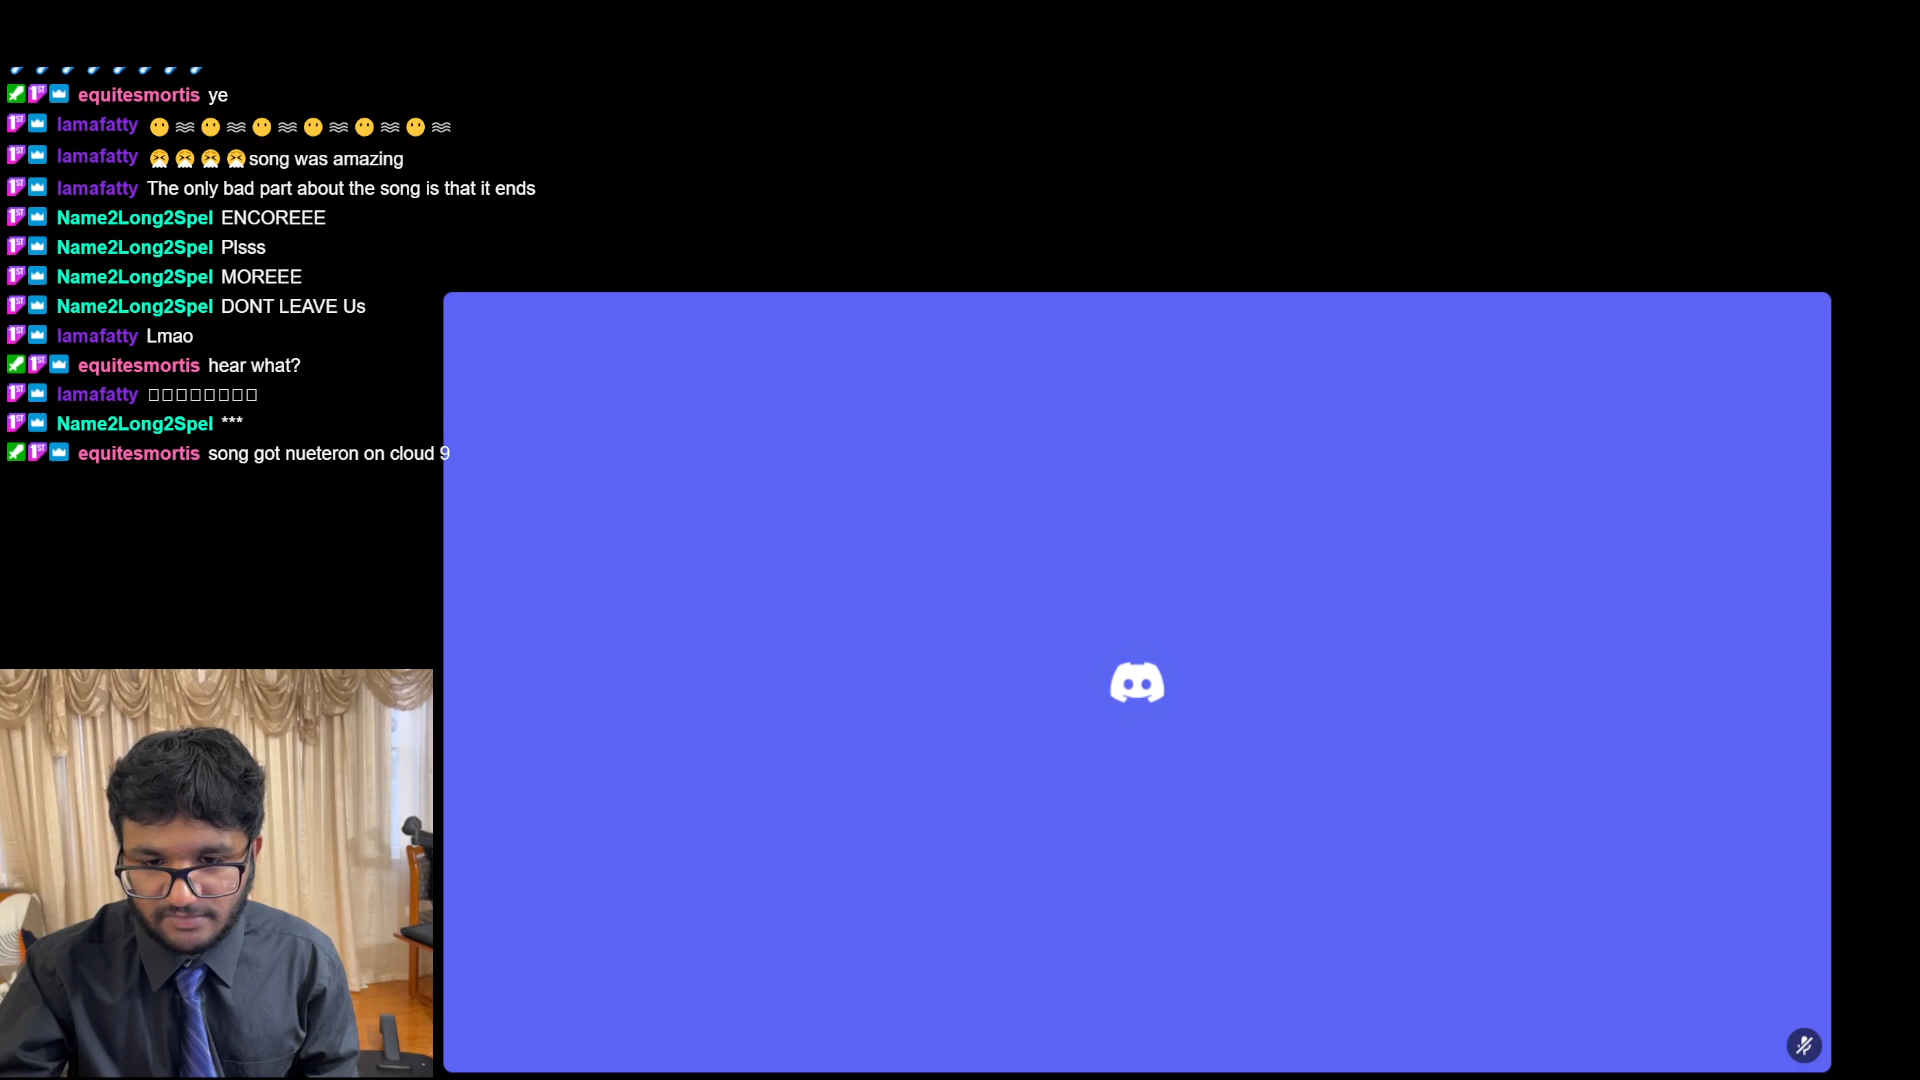 equitesmortis ye
lamafatty 😶≋😶≋😶≋😶≋😶≋😶≋
lamafatty 😤😤😤😤song was amazing
lamafatty The only bad part about the song is that it ends
Name2Long2Spel ENCOREEE
Name2Long2Spel Plsss
Name2Long2Spel MOREEE
Name2Long2Spel DONT LEAVE Us
lamafatty Lmao
equitesmortis hear what?
lamafatty ▯▯▯▯▯▯▯▯
Name2Long2Spel ***
equitesmortis song got nueteron on cloud 9